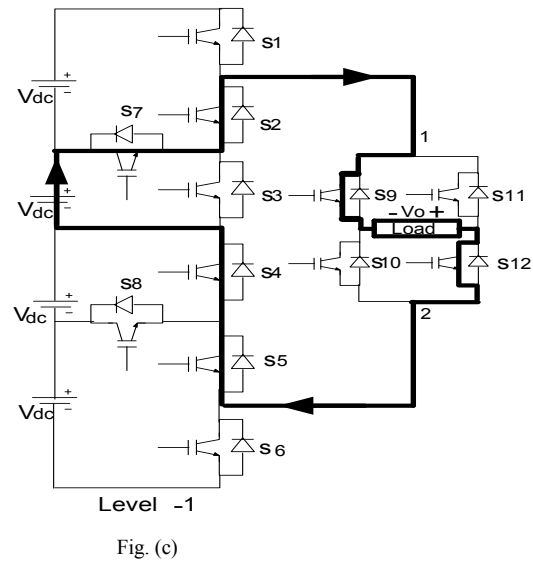 S1
+
-
Vdc
S7
S2
1
+
-
Vdc
S3
S9
S11
- Vo +
Load
S4
S10
S12
S8
+
-
Vdc
2
S5
+
-
Vdc
S6
Level -1
Fig. (c)